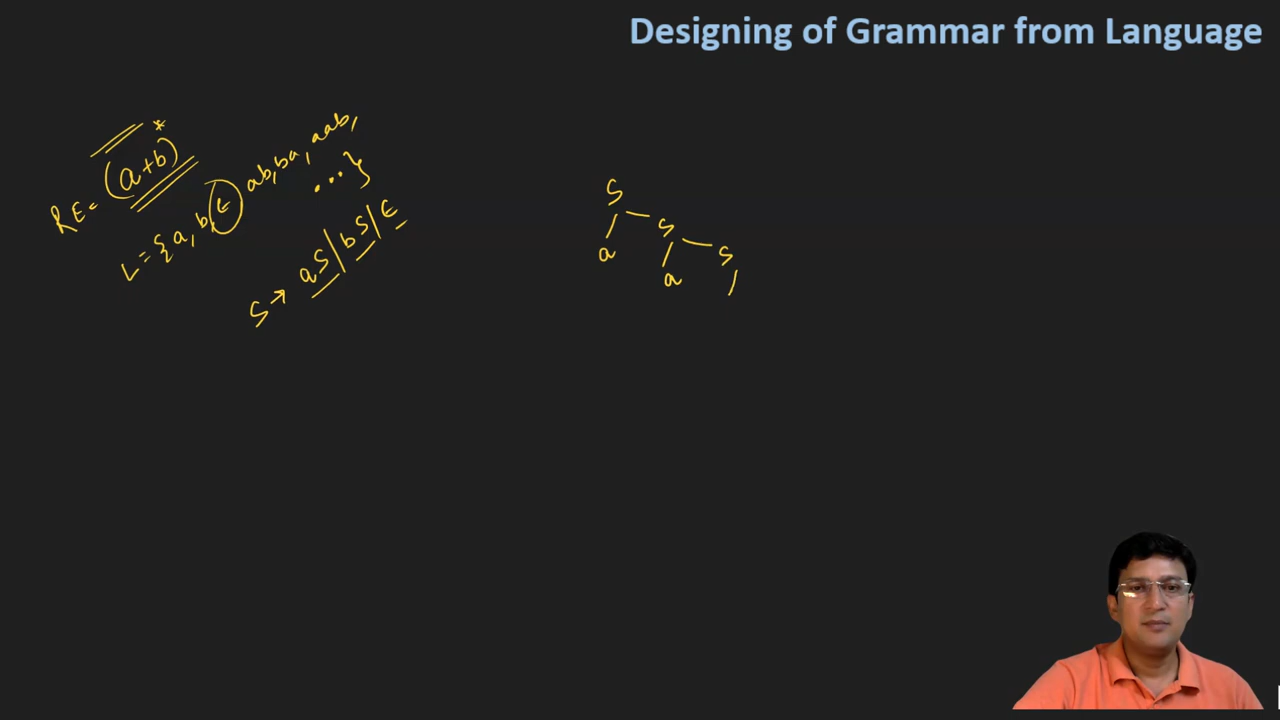 Designing of Grammar from Language
RE = (a+b)*
L = {a, b, ϵ, ab, ba, aab,
...}
S → aS/bS/ϵ
S
a S
a S